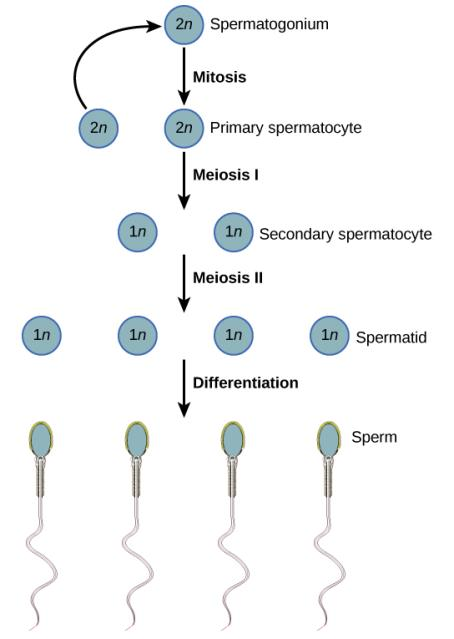 2n Spermatogonium
Mitosis
2n 2n Primary spermatocyte
Meiosis I
1n 1n Secondary spermatocyte
Meiosis II
1n 1n 1n 1n Spermatid
Differentiation
Sperm